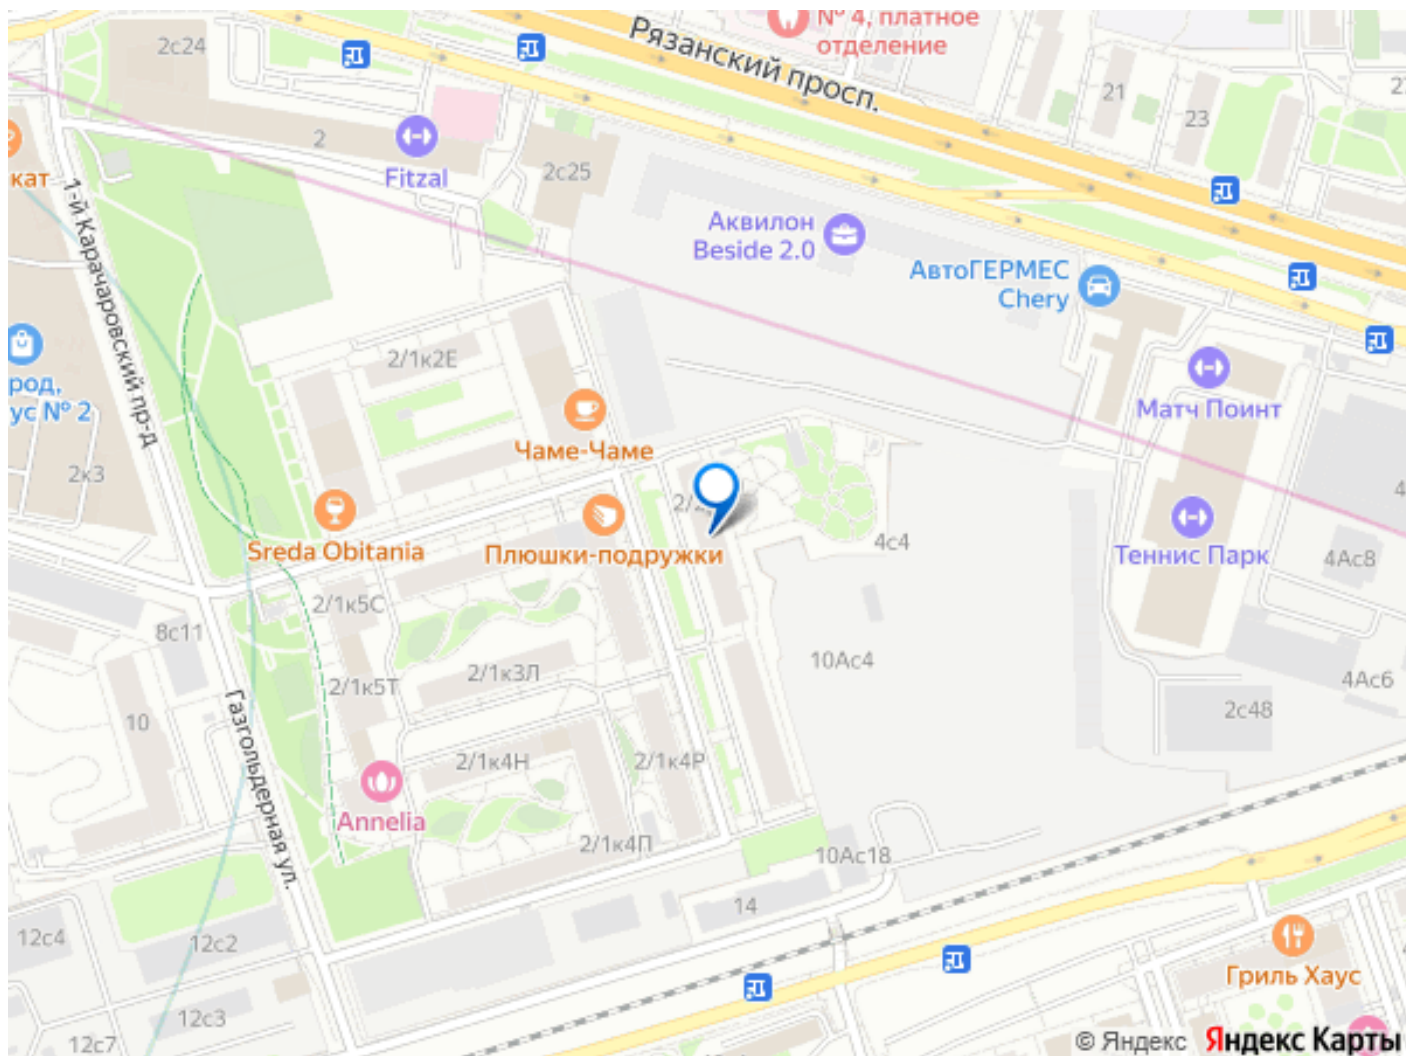 № 4, платное
отделение
2с24
Рязанский просп.
21
23
2
Fitzal
2с25
кат
1-й Карачаровский пр-д
Аквилон
Beside 2.0
АвтоГЕРМЕС
Chery
2/1к2Е
род,
ус № 2
Матч Поинт
Чаме-Чаме
2к3
2/
4
Sreda Obitania
Плюшки-подружки
4с4
Теннис Парк
4Ас8
2/1к5С
8с11
10Ас4
2/1к3Л
2/1к5Т
4Ас6
10
Газгольдерная ул.
2с48
2/1к4Н
2/1к4Р
Annelia
2/1к4П
10Ас18
14
12с4
12с2
Гриль Хаус
12с3
12с7
© Яндекс Яндекс Карты